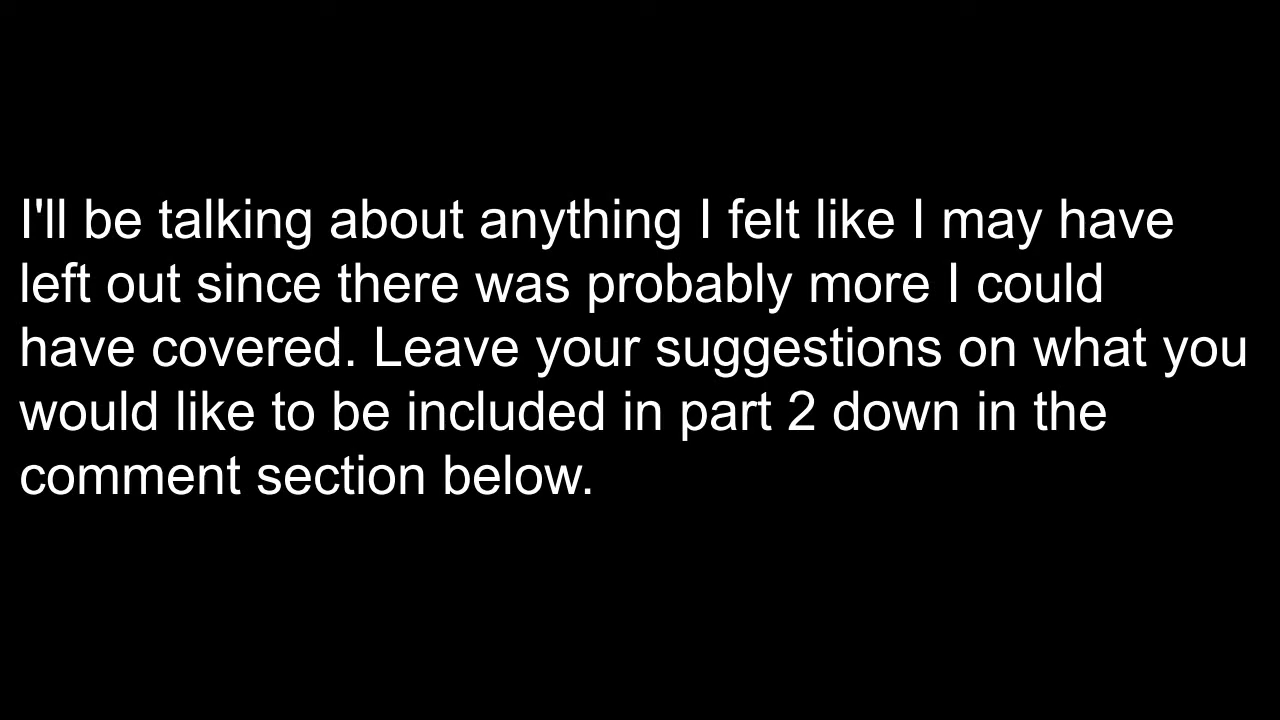 I'll be talking about anything I felt like I may have
left out since there was probably more I could
have covered. Leave your suggestions on what you
would like to be included in part 2 down in the
comment section below.